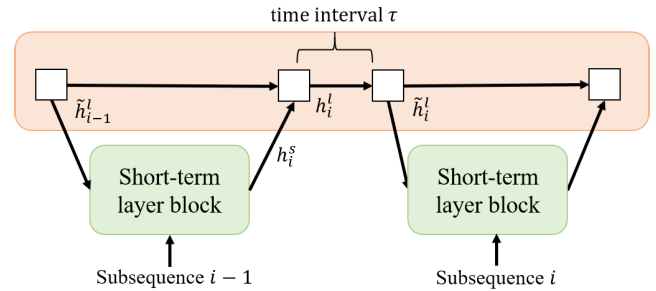 time interval τ
h̃ᵢ₋₁ˡ
hᵢˡ
h̃ᵢˡ
hᵢˢ
Short-term
layer block
Short-term
layer block
Subsequence i − 1
Subsequence i